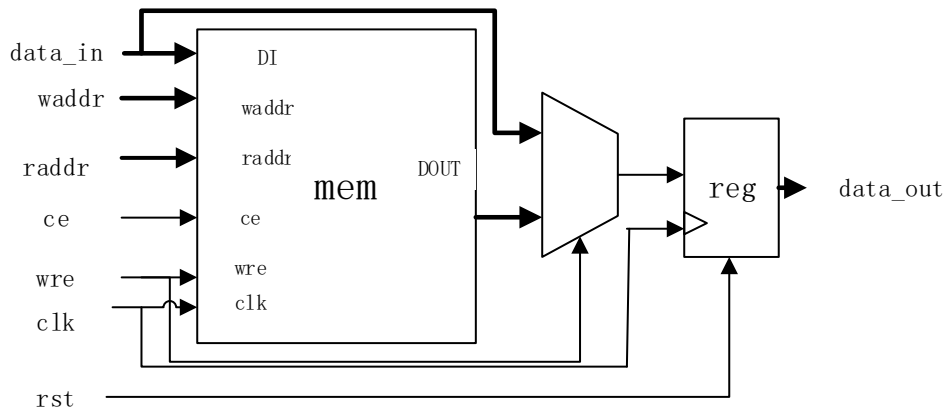 data_in
waddr
raddr
ce
wre
clk
rst
DI
waddr
raddr
ce
wre
clk
mem
DOUT
reg
data_out